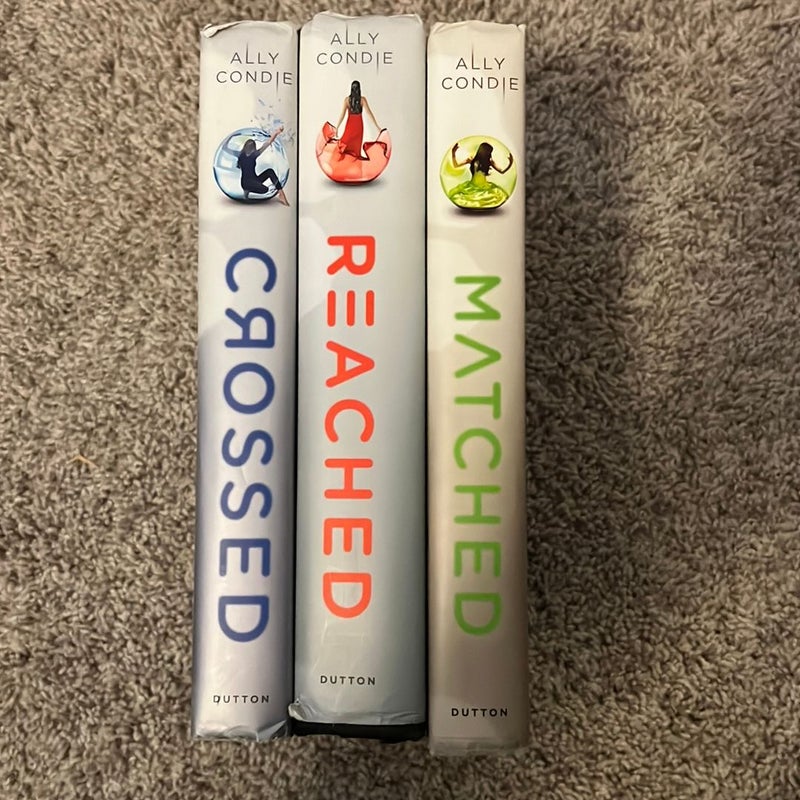 ALLY
CONDIE
CROSSED
DUTTON
ALLY
CONDIE
REACHED
DUTTON
ALLY
CONDIE
MATCHED
DUTTON